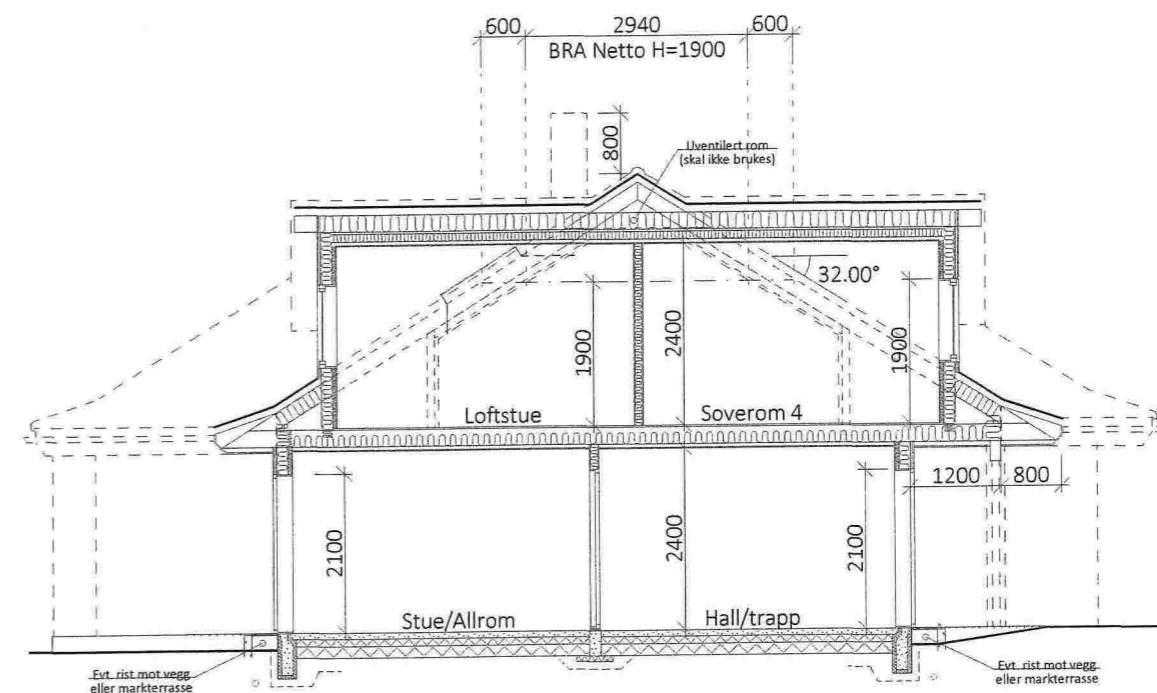 600 2940 600
BRA Netto H=1900
800
Uventilert rom
(skal ikke brukes)
32.00°
1900
2400
1900
Loftstue
Soverom 4
1200 800
2100
2400
2100
Stue/Allrom
Hall/trapp
Evt. rist mot vegg
eller markterrasse
Evt. rist mot vegg
eller markterrasse